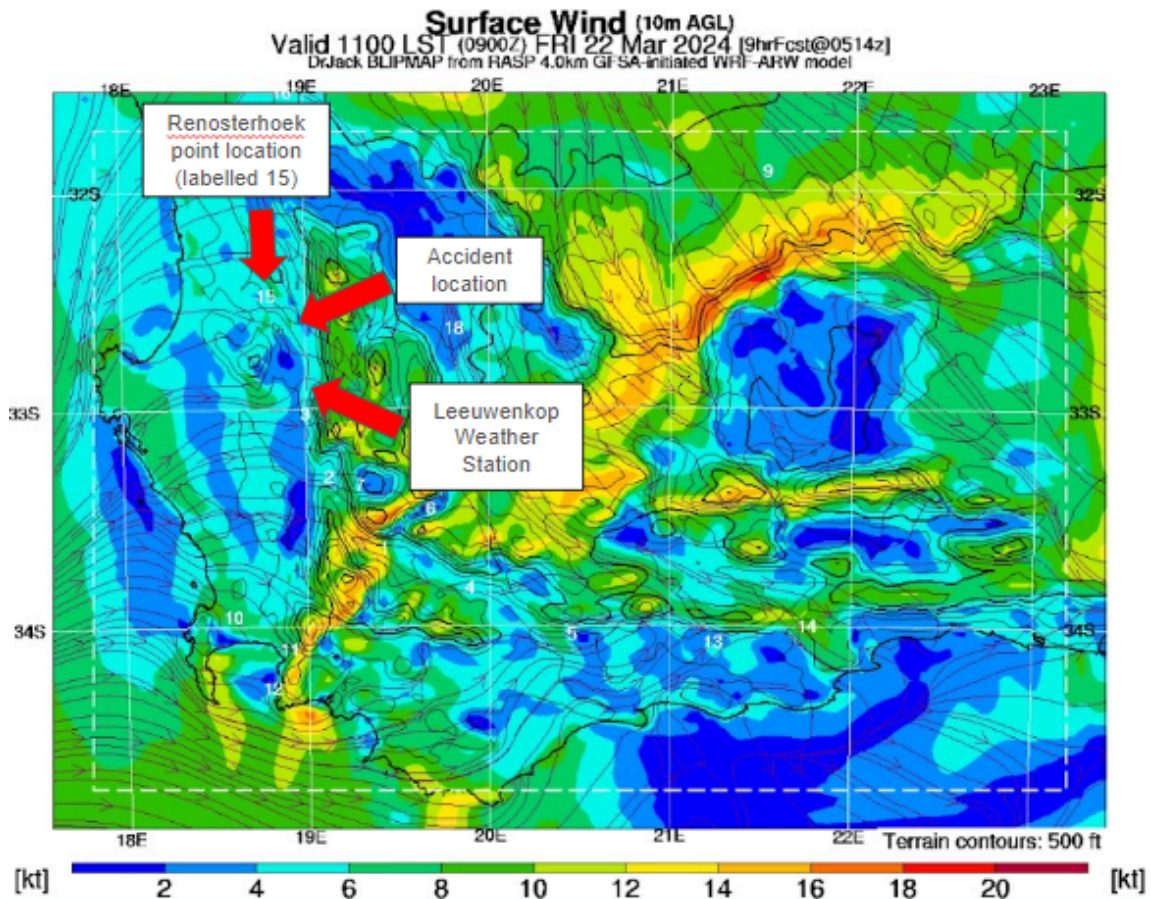 Surface Wind (10m AGL)
Valid 1100 LST (0900Z) FRI 22 Mar 2024 [9hrFcst@0514z]
DrJack BLIPMAP from RASP 4.0km GFSA-initiated WRF-ARW model
18E 19E 20E 21E 22E 23E
Renosterhoek
point location
(labelled 15)
9
32S 32S
Accident
location
15
18
33S 33S
3
Leeuwenkop
Weather
Station
2 7
6
1
4
10 5 13 14
34S 34S
11
12
18E 19E 20E 21E 22E
Terrain contours: 500 ft
[kt] 2 4 6 8 10 12 14 16 18 20 [kt]